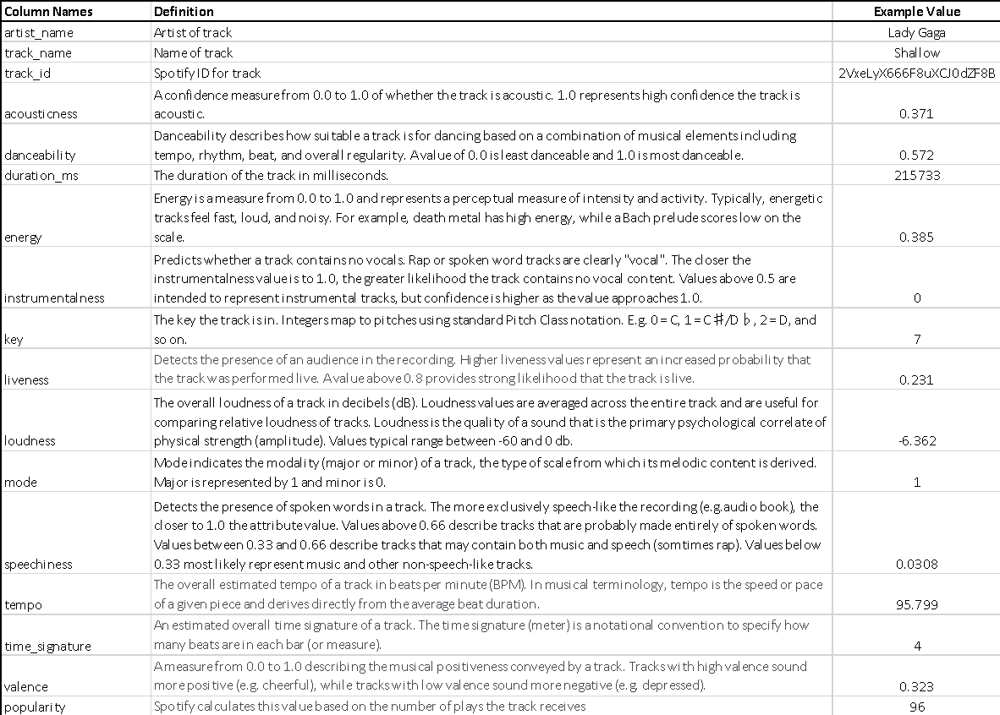 Column Names Definition Example Value
artist_name Artist of track Lady Gaga
track_name Name of track Shallow
track_id Spotify ID for track 2VxeLyX666F8uXCJ0dZF8B
A confidence measure from 0.0 to 1.0 of whether the track is acoustic. 1.0 represents high confidence the track is
acousticness acoustic. 0.371
Danceability describes how suitable a track is for dancing based on a combination of musical elements including
danceability tempo, rhythm, beat, and overall regularity. A value of 0.0 is least danceable and 1.0 is most danceable. 0.572
duration_ms The duration of the track in milliseconds. 215733
Energy is a measure from 0.0 to 1.0 and represents a perceptual measure of intensity and activity. Typically, energetic
tracks feel fast, loud, and noisy. For example, death metal has high energy, while a Bach prelude scores low on the
energy scale. 0.385
Predicts whether a track contains no vocals. Rap or spoken word tracks are clearly "vocal". The closer the
instrumentalness value is to 1.0, the greater likelihood the track contains no vocal content. Values above 0.5 are
instrumentalness intended to represent instrumental tracks, but confidence is higher as the value approaches 1.0. 0
The key the track is in. Integers map to pitches using standard Pitch Class notation. E.g. 0 = C, 1 = C♯/D♭, 2 = D, and
key so on. 7
Detects the presence of an audience in the recording. Higher liveness values represent an increased probability that
liveness the track was performed live. A value above 0.8 provides strong likelihood that the track is live. 0.231
The overall loudness of a track in decibels (dB). Loudness values are averaged across the entire track and are useful for
comparing relative loudness of tracks. Loudness is the quality of a sound that is the primary psychological correlate of
loudness physical strength (amplitude). Values typical range between -60 and 0 db. -6.362
Mode indicates the modality (major or minor) of a track, the type of scale from which its melodic content is derived.
mode Major is represented by 1 and minor is 0. 1
Detects the presence of spoken words in a track. The more exclusively speech-like the recording (e.g.audio book), the
closer to 1.0 the attribute value. Values above 0.66 describe tracks that are probably made entirely of spoken words.
Values between 0.33 and 0.66 describe tracks that may contain both music and speech (somtimes rap). Values below
speechiness 0.33 most likely represent music and other non-speech-like tracks. 0.0308
The overall estimated tempo of a track in beats per minute (BPM). In musical terminology, tempo is the speed or pace
tempo of a given piece and derives directly from the average beat duration. 95.799
An estimated overall time signature of a track. The time signature (meter) is a notational convention to specify how
time_signature many beats are in each bar (or measure). 4
A measure from 0.0 to 1.0 describing the musical positiveness conveyed by a track. Tracks with high valence sound
valence more positive (e.g. cheerful), while tracks with low valence sound more negative (e.g. depressed). 0.323
popularity Spotify calculates this value based on the number of plays the track receives 96